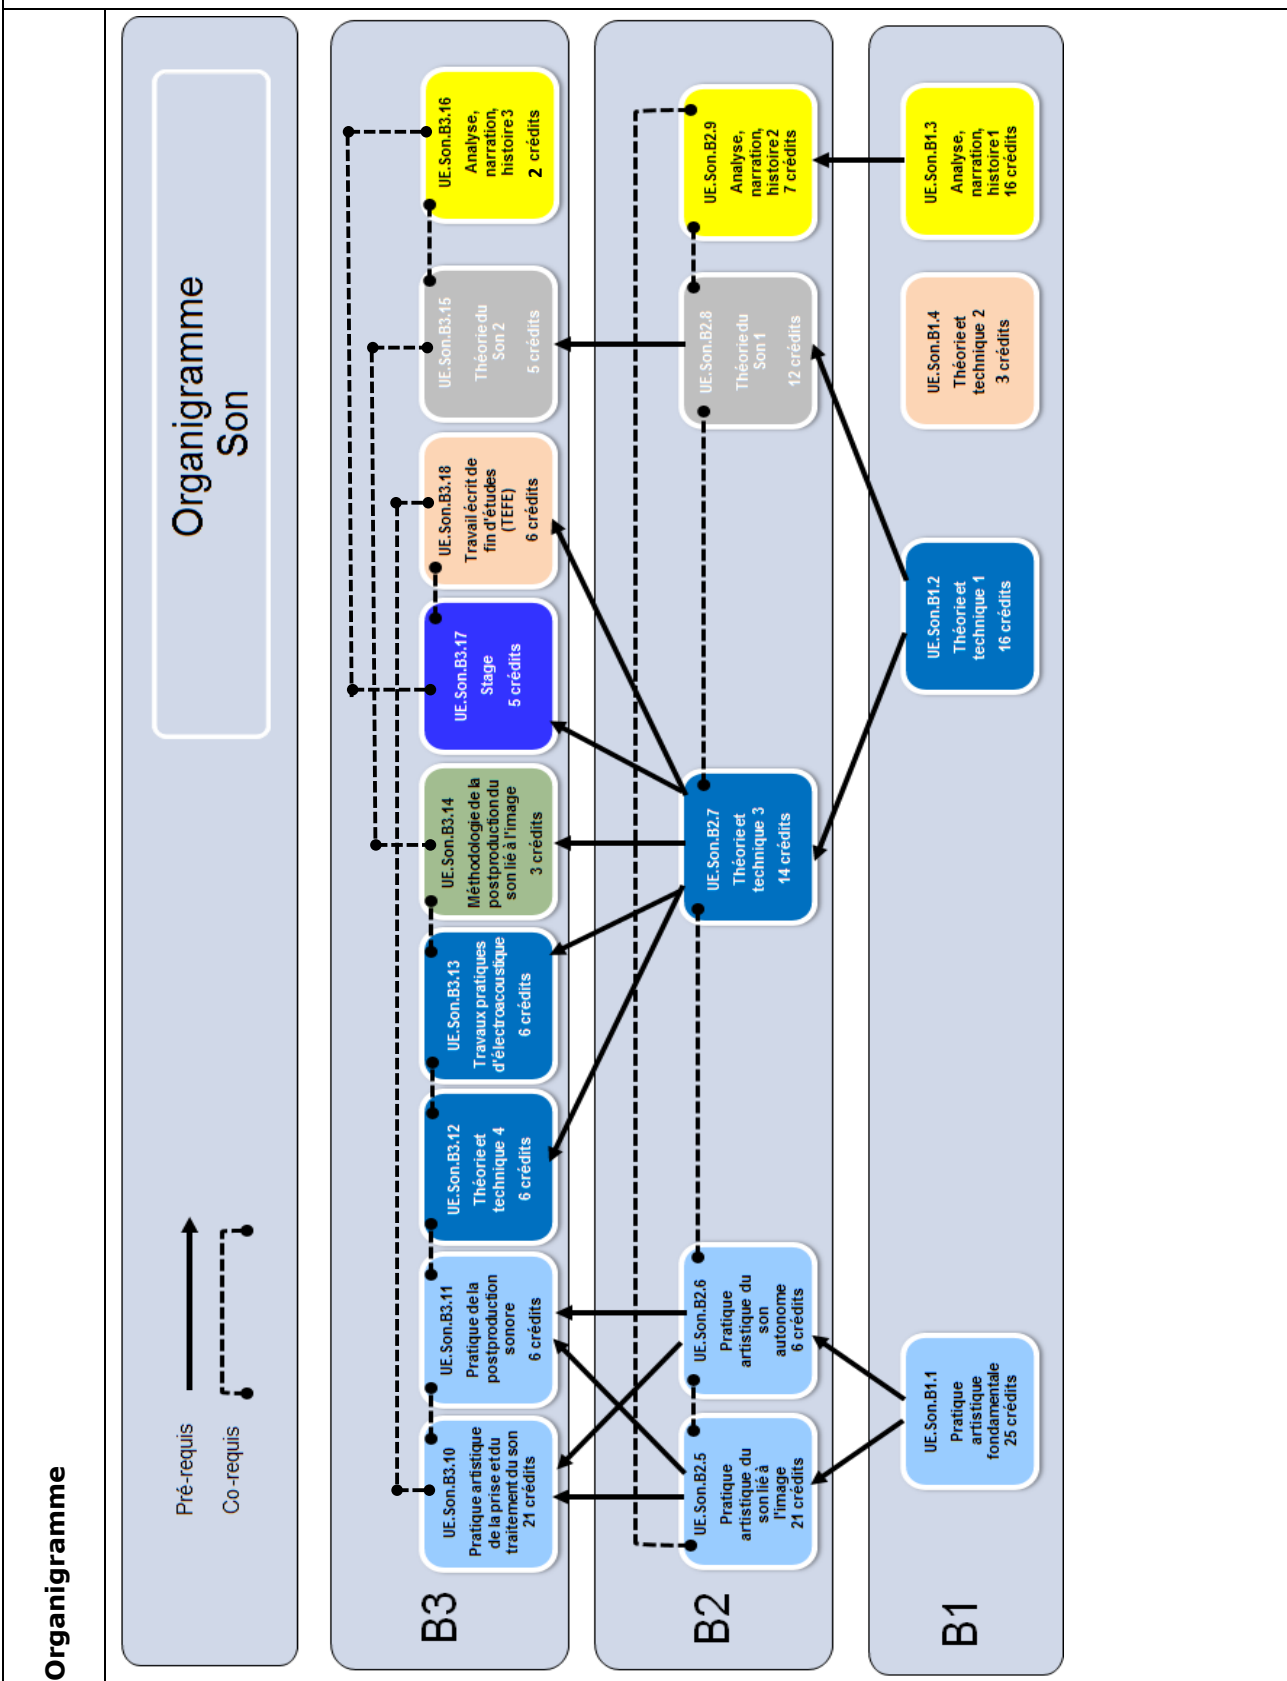 Organigramme
Organigramme
Son
Pré-requis
Co-requis
B3
UE.Son.B3.10
Pratique artistique
de la prise et du
traitement du son
21 crédits
UE.Son.B3.11
Pratique de la
postproduction
sonore
6 crédits
UE.Son.B3.12
Théorie et
technique 4
6 crédits
UE.Son.B3.13
Travaux pratiques
d'électroacoustique
6 crédits
UE.Son.B3.14
Méthodologie de la
postproduction du
son lié à l'image
3 crédits
UE.Son.B3.17
Stage
5 crédits
UE.Son.B3.18
Travail écrit de
fin d'études
(TEFE)
6 crédits
UE.Son.B3.15
Théorie du
Son 2
5 crédits
UE.Son.B3.16
Analyse,
narration,
histoire 3
2 crédits
B2
UE.Son.B2.5
Pratique
artistique du
son lié à
l'image
21 crédits
UE.Son.B2.6
Pratique
artistique du
son
autonome
6 crédits
UE.Son.B2.7
Théorie et
technique 3
14 crédits
UE.Son.B2.8
Théorie du
Son 1
12 crédits
UE.Son.B2.9
Analyse,
narration,
histoire 2
7 crédits
B1
UE.Son.B1.1
Pratique
artistique
fondamentale
25 crédits
UE.Son.B1.2
Théorie et
technique 1
16 crédits
UE.Son.B1.4
Théorie et
technique 2
3 crédits
UE.Son.B1.3
Analyse,
narration,
histoire 1
16 crédits